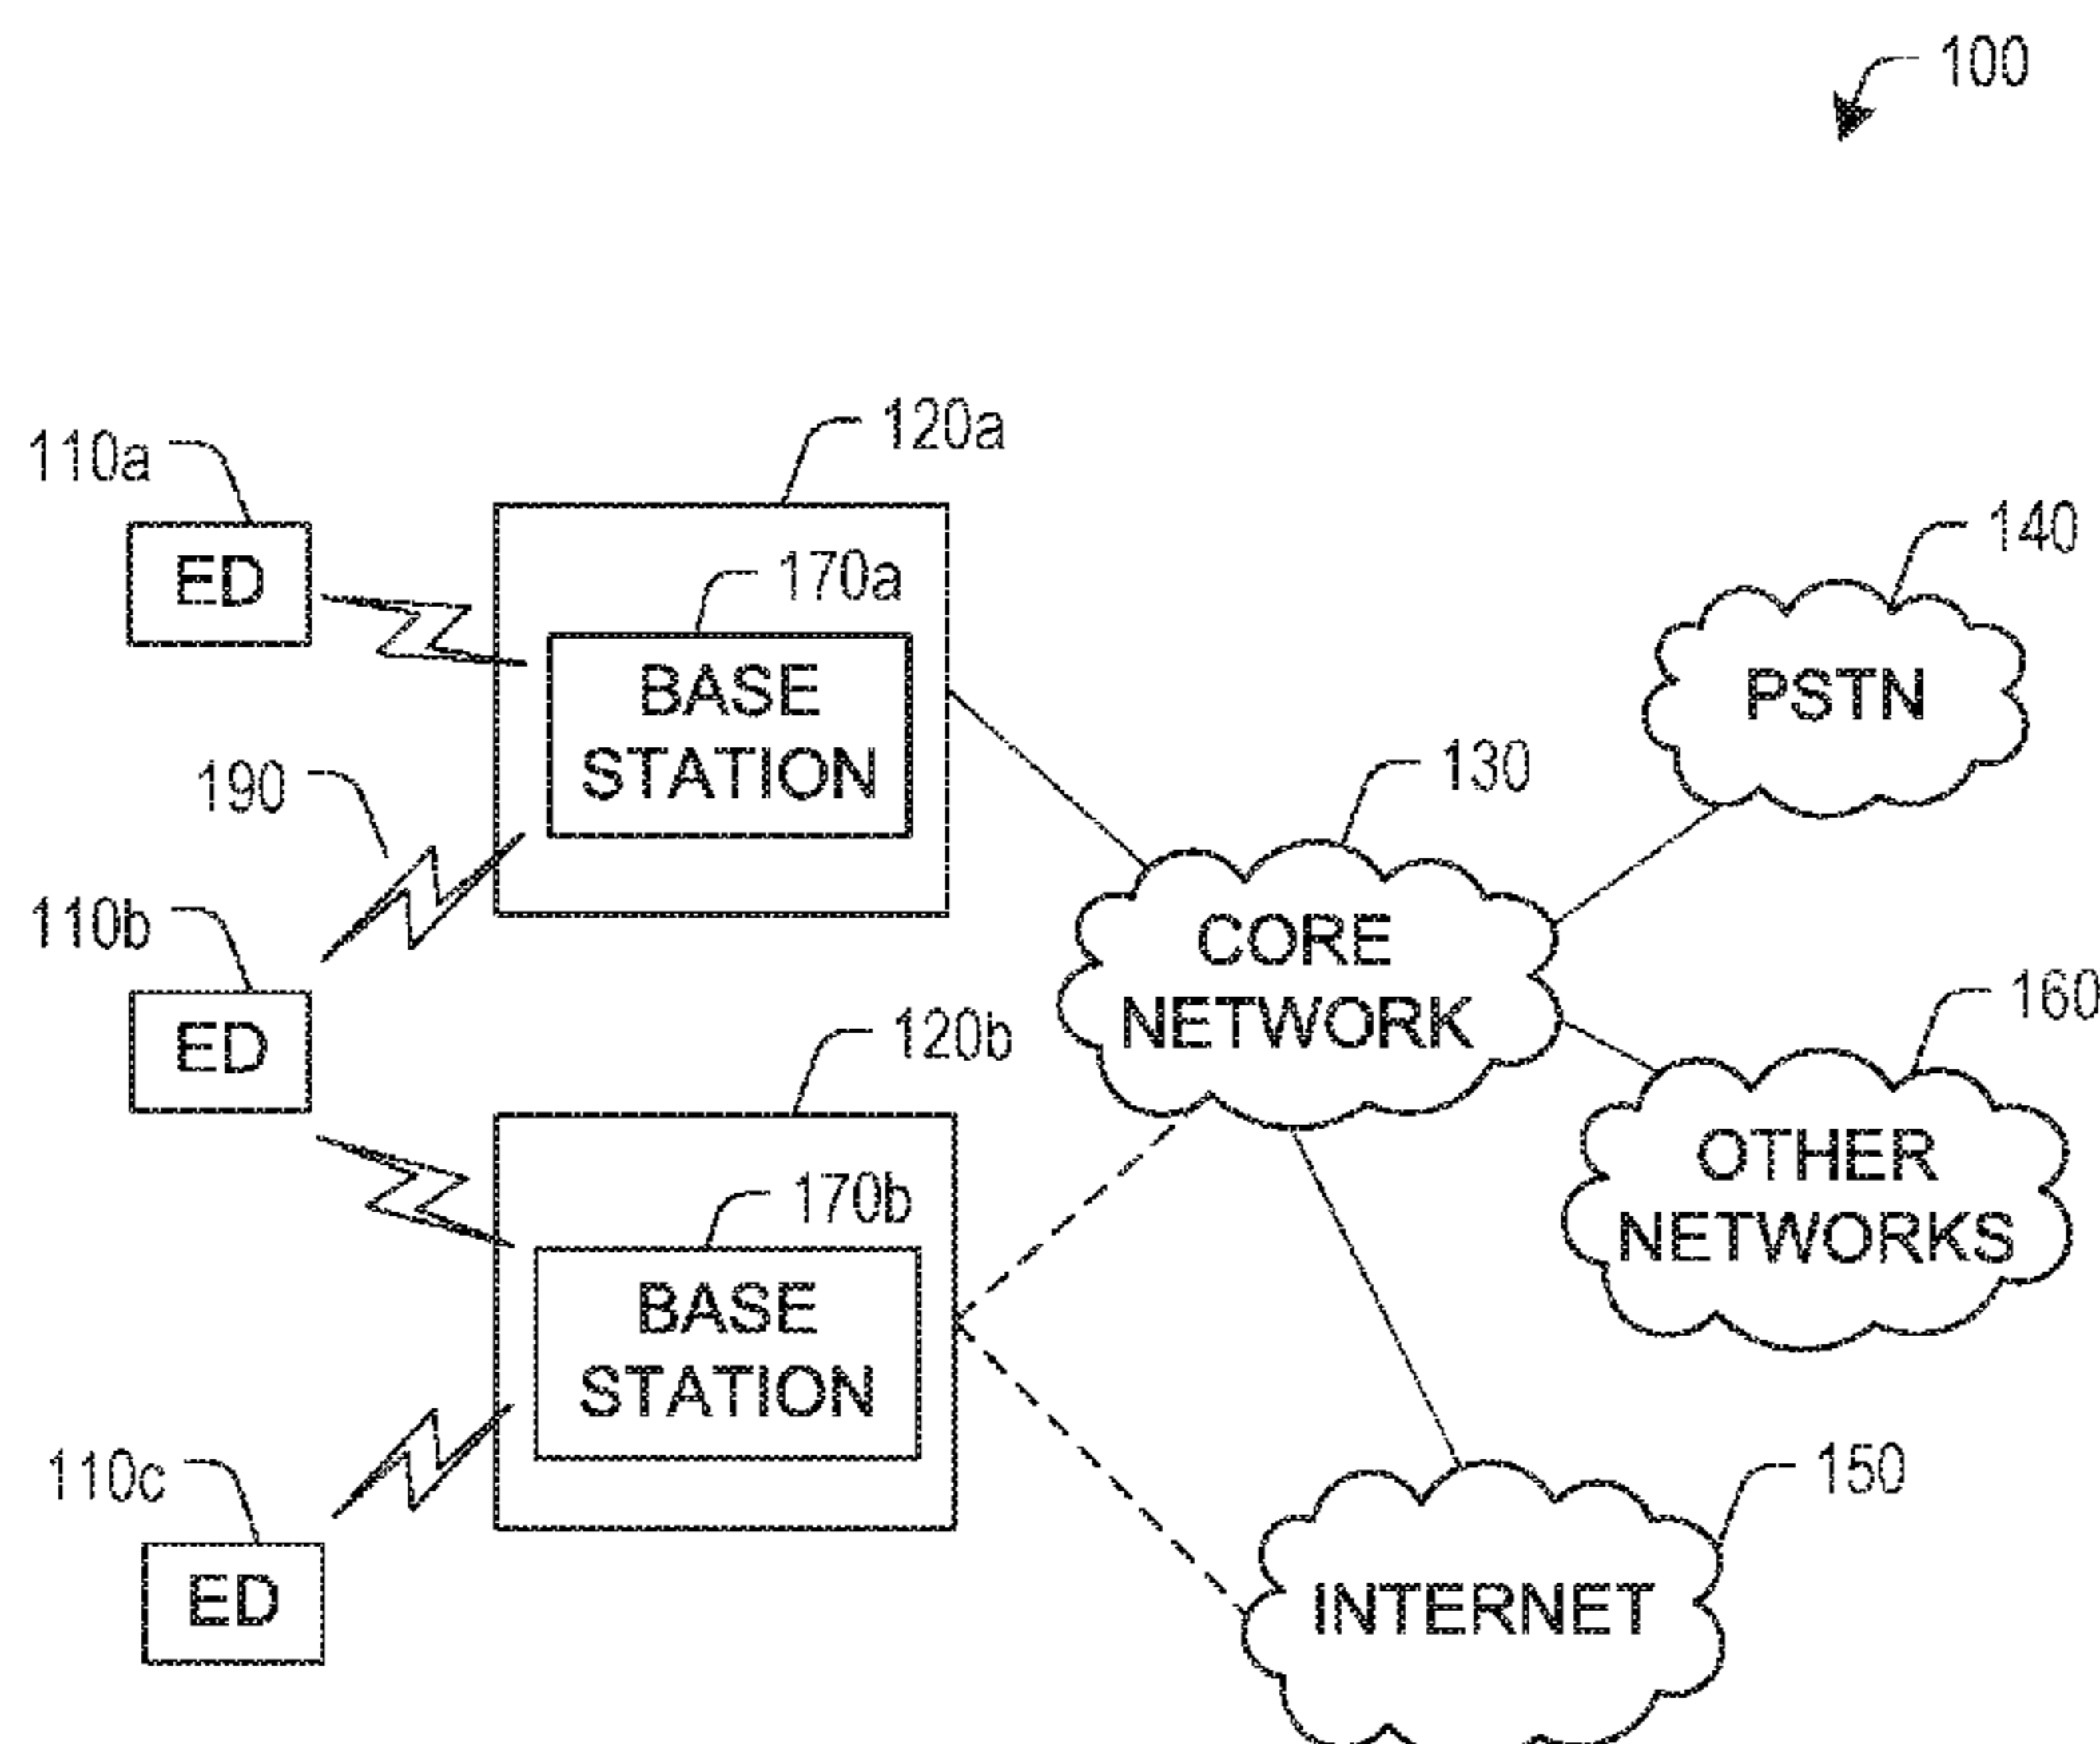 100
120a
110a
ED
170a
BASE
STATION
140
PSTN
190
130
110b
ED
CORE
NETWORK
160
120b
OTHER
NETWORKS
170b
BASE
STATION
110c
ED
150
INTERNET